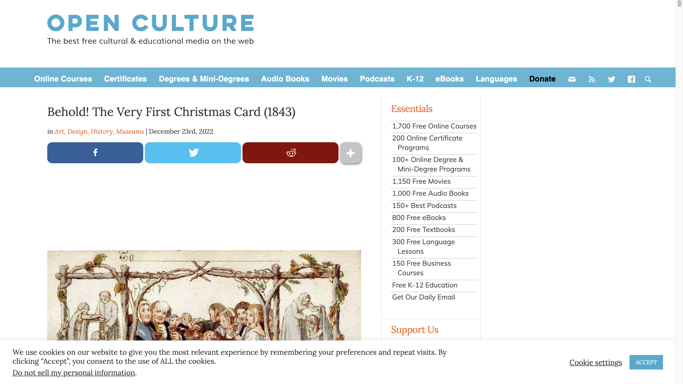 OPEN CULTURE
The best free cultural & educational media on the web
Online Courses Certificates Degrees & Mini-Degrees Audio Books Movies Podcasts K-12 eBooks Languages Donate
Behold! The Very First Christmas Card (1843)
in Art, Design, History, Museums | December 23rd, 2022
Essentials
1,700 Free Online Courses
200 Online Certificate
Programs
100+ Online Degree &
Mini-Degree Programs
1,150 Free Movies
1,000 Free Audio Books
150+ Best Podcasts
800 Free eBooks
200 Free Textbooks
300 Free Language
Lessons
150 Free Business
Courses
Free K-12 Education
Get Our Daily Email
Support Us
We use cookies on our website to give you the most relevant experience by remembering your preferences and repeat visits. By
clicking “Accept”, you consent to the use of ALL the cookies.
Do not sell my personal information.
Cookie settings
ACCEPT